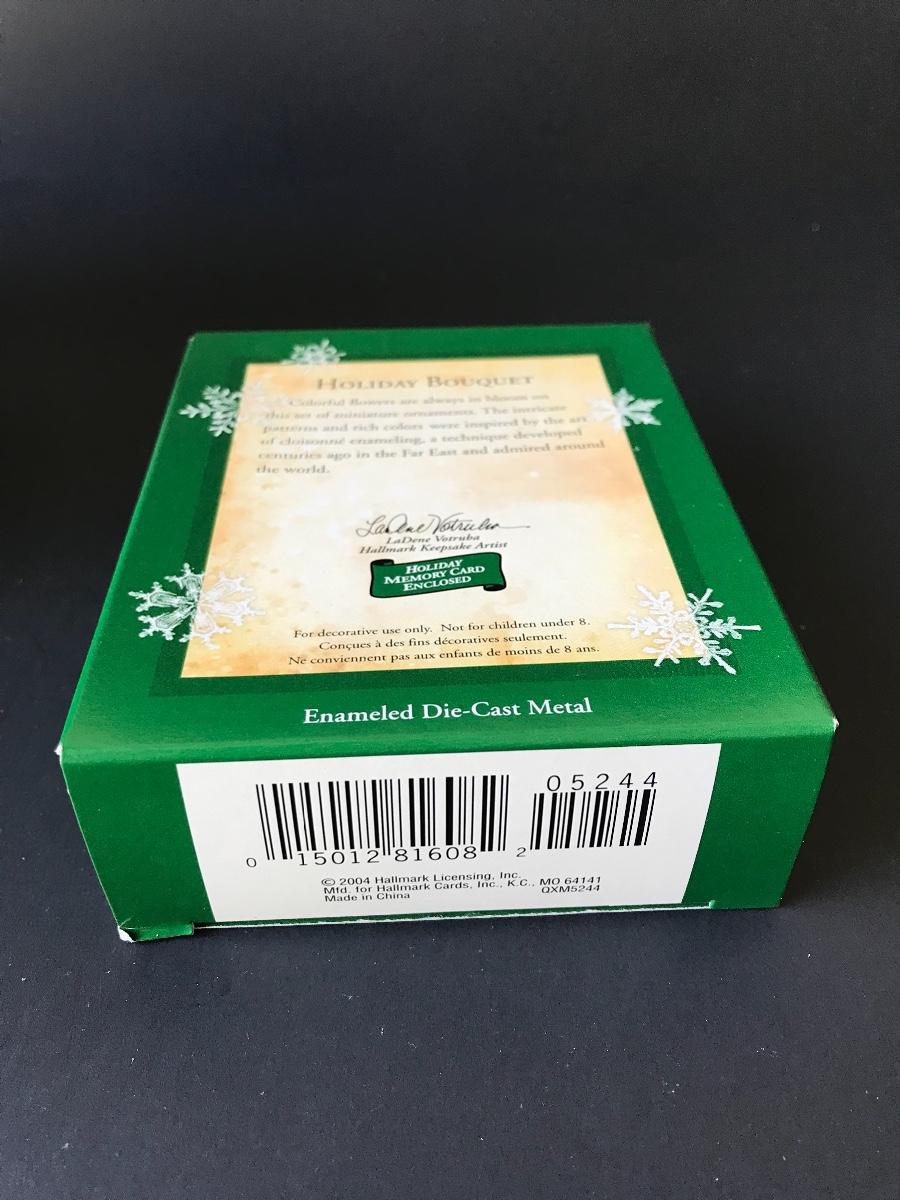 HOLIDAY BOUQUET
Colorful flowers are always in bloom on
this set of miniature ornaments. The intricate
patterns and rich colors were inspired by the art
of cloisonné enameling, a technique developed
centuries ago in the Far East and admired around
the world.
LaDene Votruba
LaDene Votruba
Hallmark Keepsake Artist
HOLIDAY
MEMORY CARD
ENCLOSED
For decorative use only. Not for children under 8.
Conçues à des fins décoratives seulement.
Ne conviennent pas aux enfants de moins de 8 ans.
Enameled Die-Cast Metal
05244
0 15012 81608 2
© 2004 Hallmark Licensing, Inc.
Mfd. for Hallmark Cards, Inc., K.C., MO 64141
Made in China QXM5244